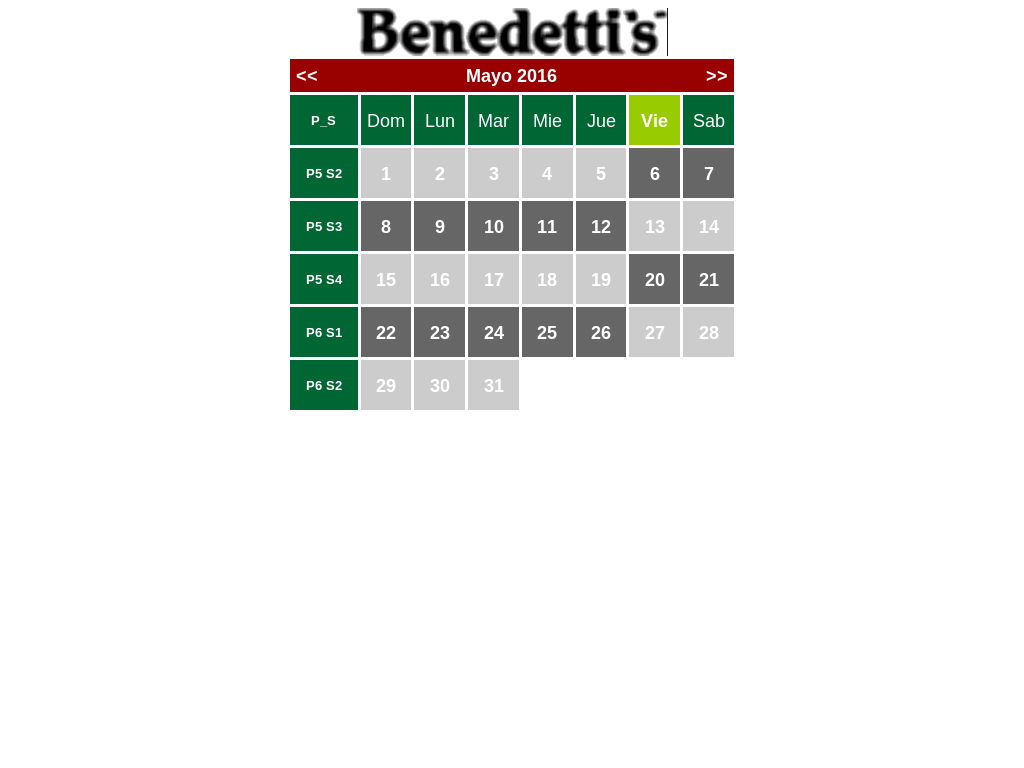 Benedetti's
<< Mayo 2016 >>
P_S Dom Lun Mar Mie Jue Vie Sab
P5 S2 1 2 3 4 5 6 7
P5 S3 8 9 10 11 12 13 14
P5 S4 15 16 17 18 19 20 21
P6 S1 22 23 24 25 26 27 28
P6 S2 29 30 31